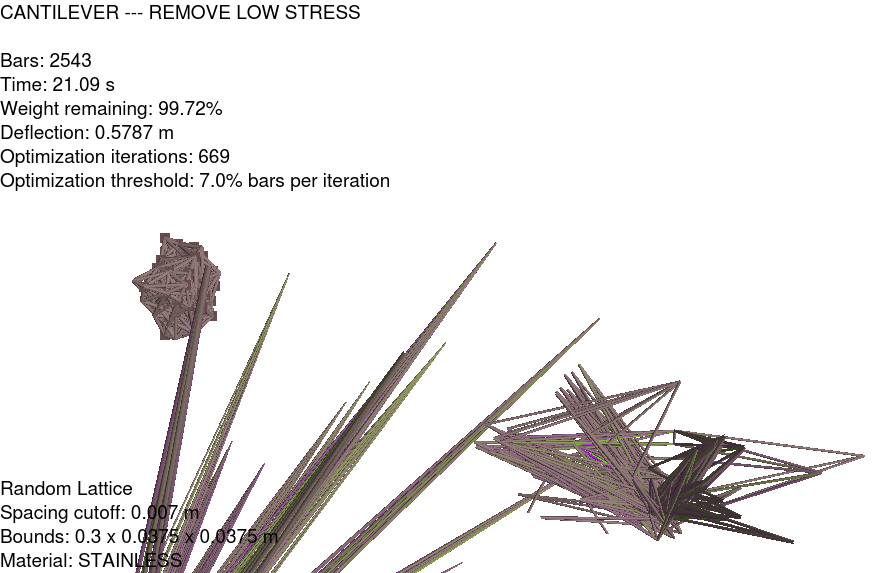 CANTILEVER --- REMOVE LOW STRESS
Bars: 2543
Time: 21.09 s
Weight remaining: 99.72%
Deflection: 0.5787 m
Optimization iterations: 669
Optimization threshold: 7.0% bars per iteration
Random Lattice
Spacing cutoff: 0.007 m
Bounds: 0.3 x 0.0375 x 0.0375 m
Material: STAINLESS